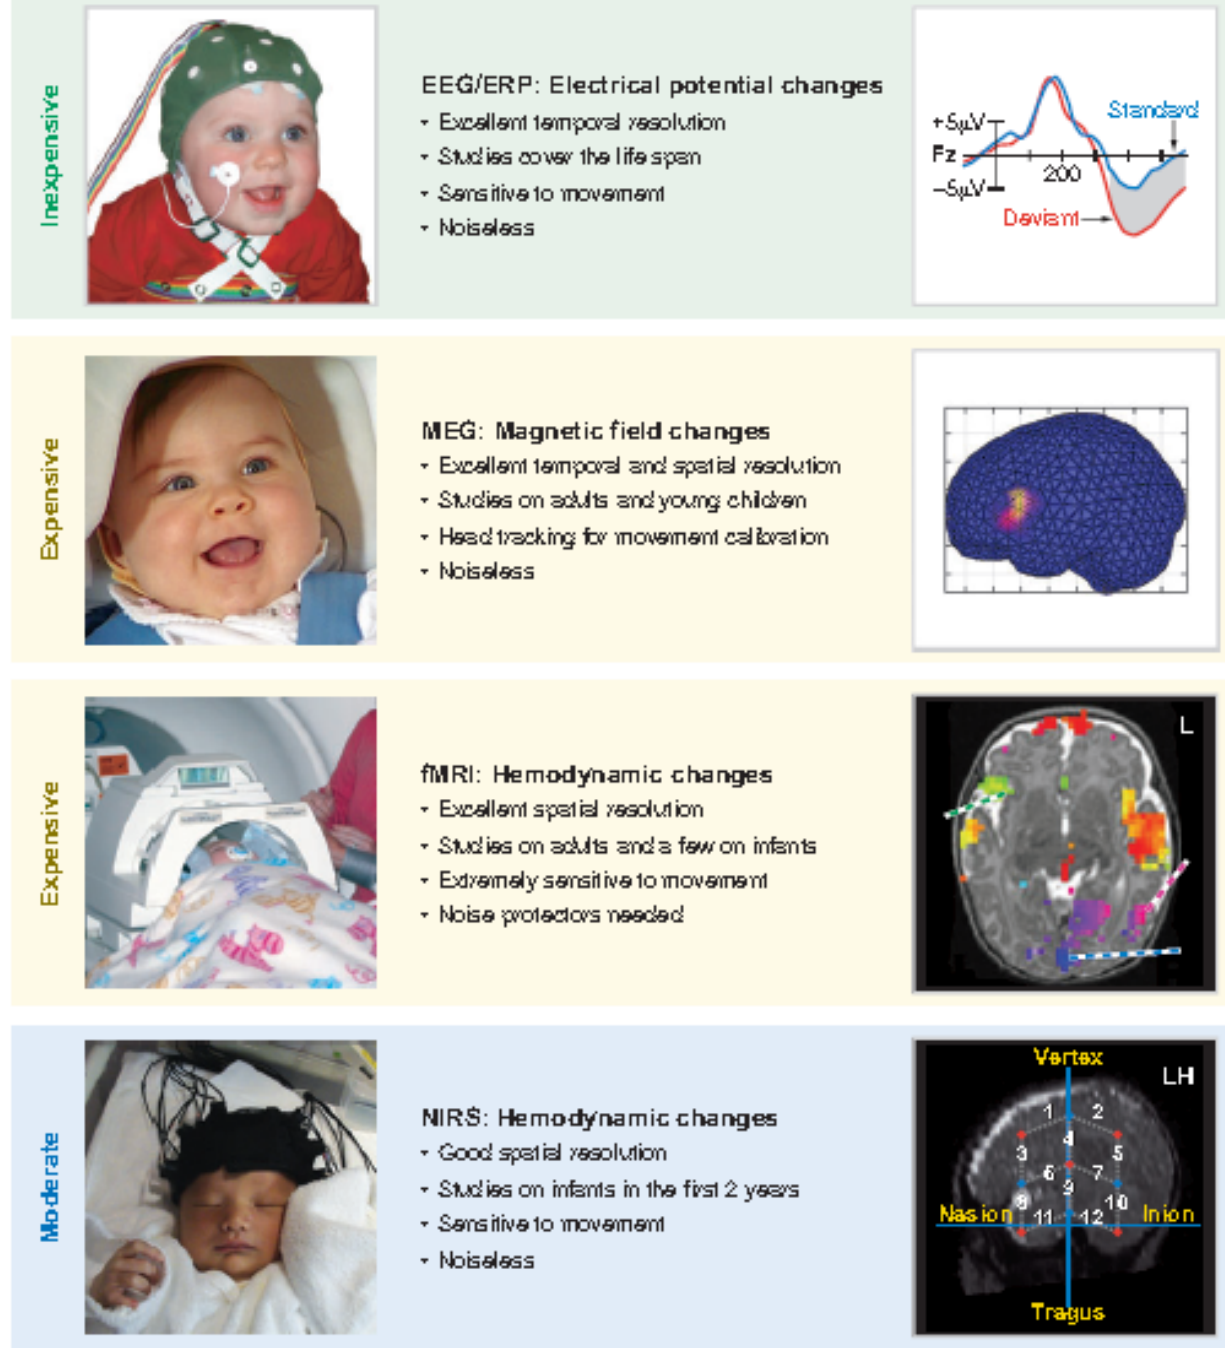 Inexpensive
EEG/ERP: Electrical potential changes
• Excellent temporal resolution
• Studies cover the life span
• Sensitive to movement
• Noiseless
+5μV
Fz
–5μV
200
Standard
Deviant
Expensive
MEG: Magnetic field changes
• Excellent temporal and spatial resolution
• Studies on adults and young children
• Head tracking for movement calibration
• Noiseless
Expensive
fMRI: Hemodynamic changes
• Excellent spatial resolution
• Studies on adults and a few on infants
• Extremely sensitive to movement
• Noise protectors needed
L
Moderate
NIRS: Hemodynamic changes
• Good spatial resolution
• Studies on infants in the first 2 years
• Sensitive to movement
• Noiseless
Vertex
LH
1 2
4
3 5
6 7
9
8 10
Nasion 11 12 Inion
Tragus